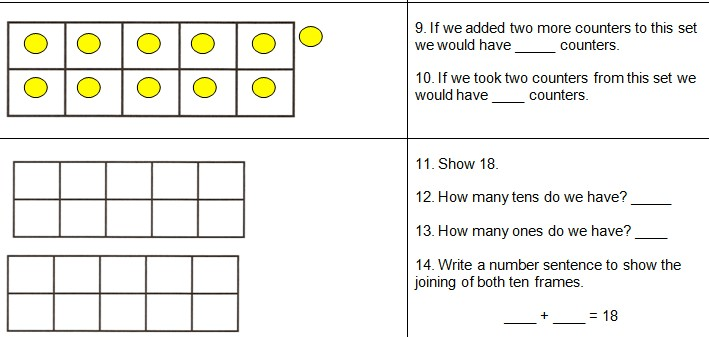 9. If we added two more counters to this set
we would have _____ counters.
10. If we took two counters from this set we
would have ____ counters.
11. Show 18.
12. How many tens do we have? _____
13. How many ones do we have? ____
14. Write a number sentence to show the
joining of both ten frames.
____ + ____ = 18